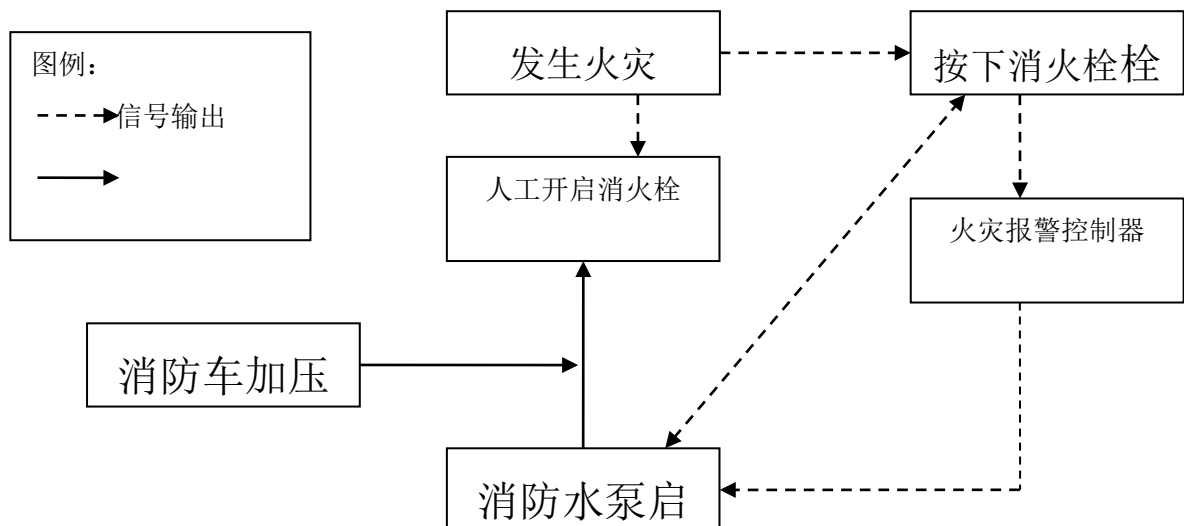 图例：
信号输出
发生火灾
按下消火栓栓
人工开启消火栓
火灾报警控制器
消防车加压
消防水泵启